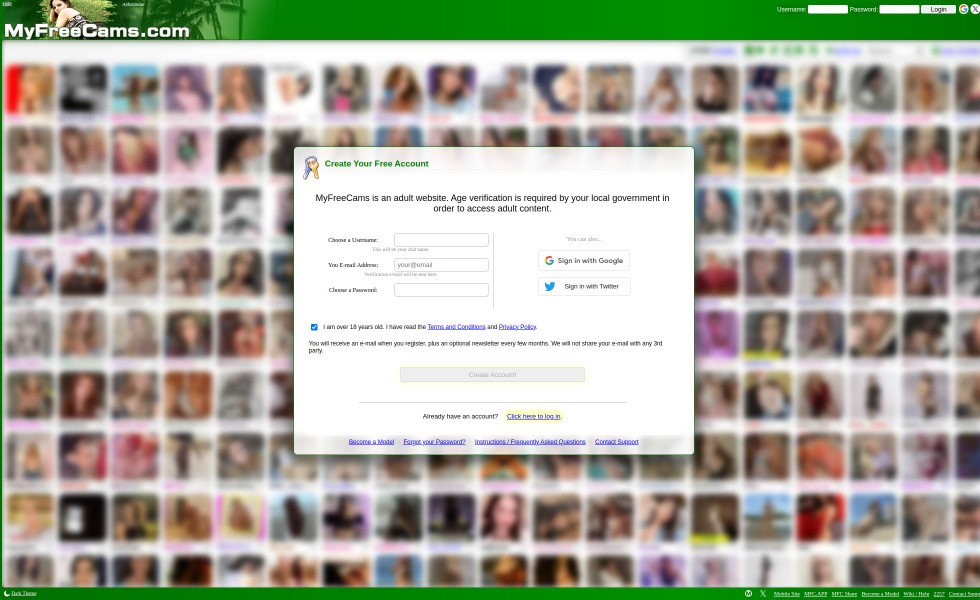 Username: Password: Login
MyFreeCams.com
Create Your Free Account
MyFreeCams is an adult website. Age verification is required by your local government in
order to access adult content.
Choose a Username:
This will be your chat name.
You E-mail Address: your@email
Verification e-mail will be sent here.
Choose a Password:
You can also...
Sign in with Google
Sign in with Twitter
I am over 18 years old. I have read the Terms and Conditions and Privacy Policy.
You will receive an e-mail when you register, plus an optional newsletter every few months. We will not share your e-mail with any 3rd
party.
Create Account!
Already have an account? Click here to log in.
Become a Model - Forgot your Password? - Instructions / Frequently Asked Questions - Contact Support
Dark Theme
Mobile Site MFC APP MFC Share Become a Model Wiki / Help 2257 Contact